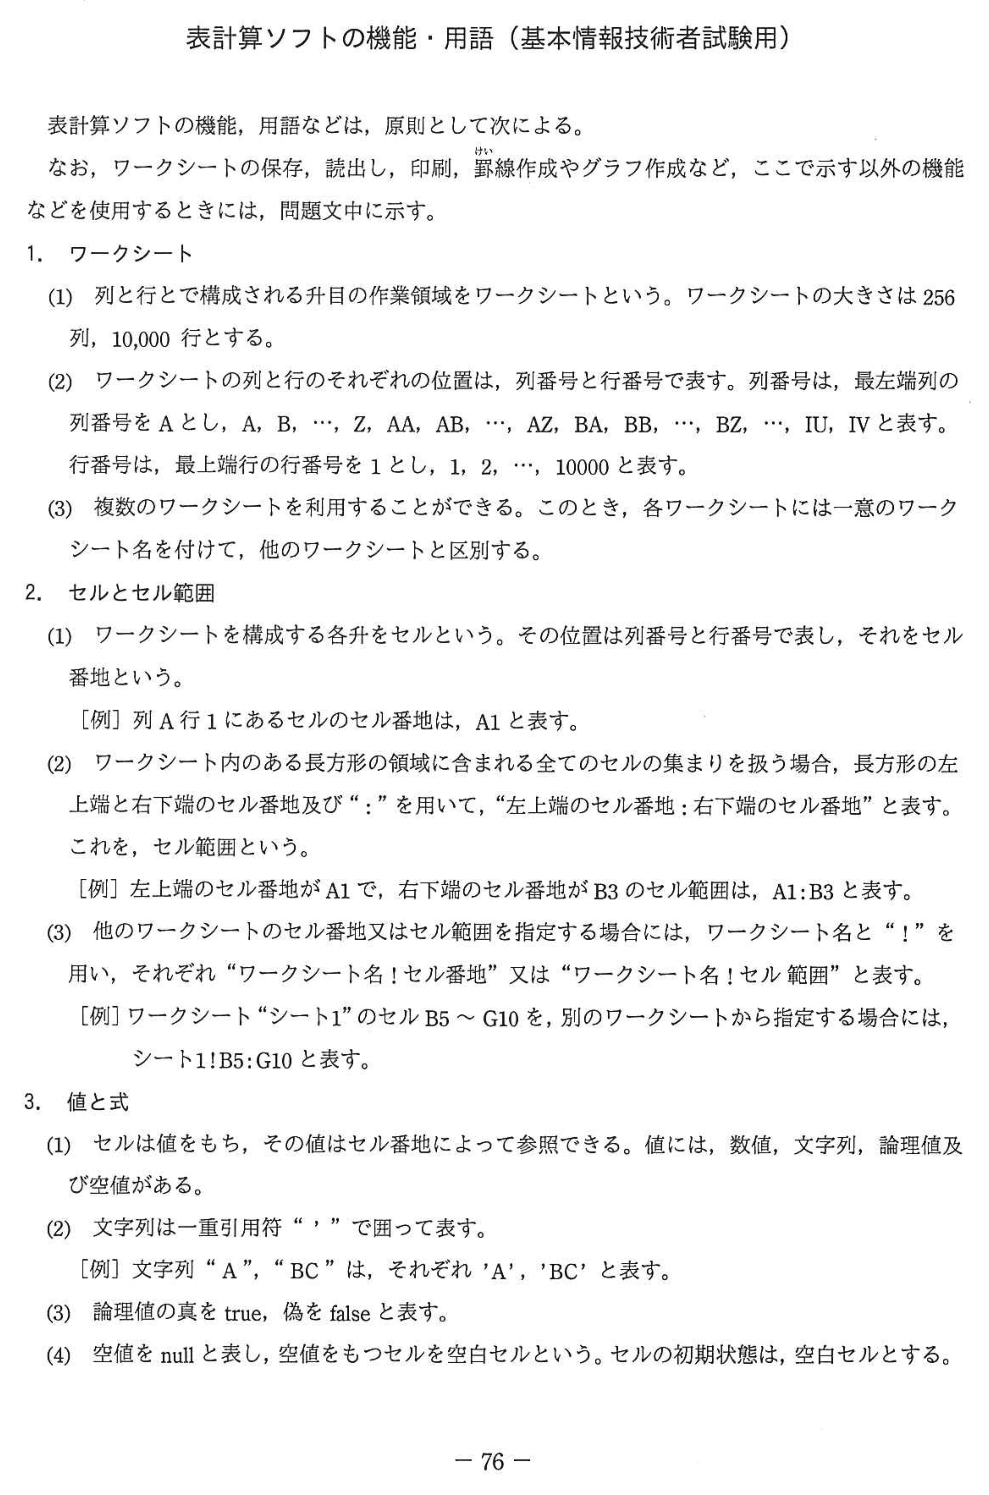 表計算ソフトの機能・用語（基本情報技術者試験用）
表計算ソフトの機能，用語などは，原則として次による。
なお，ワークシートの保存，読出し，印刷，罫線作成やグラフ作成など，ここで示す以外の機能
けい
などを使用するときには，問題文中に示す。
1． ワークシート
(1) 列と行とで構成される升目の作業領域をワークシートという。ワークシートの大きさは 256
列，10,000 行とする。
(2) ワークシートの列と行のそれぞれの位置は，列番号と行番号で表す。列番号は，最左端列の
列番号を A とし，A，B，…，Z，AA，AB，…，AZ，BA，BB，…，BZ，…，IU，IV と表す。
行番号は，最上端行の行番号を 1 とし，1，2，…，10000 と表す。
(3) 複数のワークシートを利用することができる。このとき，各ワークシートには一意のワーク
シート名を付けて，他のワークシートと区別する。
2． セルとセル範囲
(1) ワークシートを構成する各升をセルという。その位置は列番号と行番号で表し，それをセル
番地という。
［例］列 A 行 1 にあるセルのセル番地は，A1 と表す。
(2) ワークシート内のある長方形の領域に含まれる全てのセルの集まりを扱う場合，長方形の左
上端と右下端のセル番地及び“：”を用いて，“左上端のセル番地：右下端のセル番地”と表す。
これを，セル範囲という。
［例］左上端のセル番地が A1 で，右下端のセル番地が B3 のセル範囲は，A1:B3 と表す。
(3) 他のワークシートのセル番地又はセル範囲を指定する場合には，ワークシート名と“！”を
用い，それぞれ“ワークシート名！セル番地”又は“ワークシート名！セル 範囲”と表す。
［例］ワークシート“シート1”のセル B5 ～ G10 を，別のワークシートから指定する場合には，
シート1!B5:G10 と表す。
3． 値と式
(1) セルは値をもち，その値はセル番地によって参照できる。値には，数値，文字列，論理値及
び空値がある。
(2) 文字列は一重引用符“ ’ ”で囲って表す。
［例］文字列“ A ”，“ BC ”は，それぞれ ’A’，’BC’ と表す。
(3) 論理値の真を true，偽を false と表す。
(4) 空値を null と表し，空値をもつセルを空白セルという。セルの初期状態は，空白セルとする。
－ 76 －